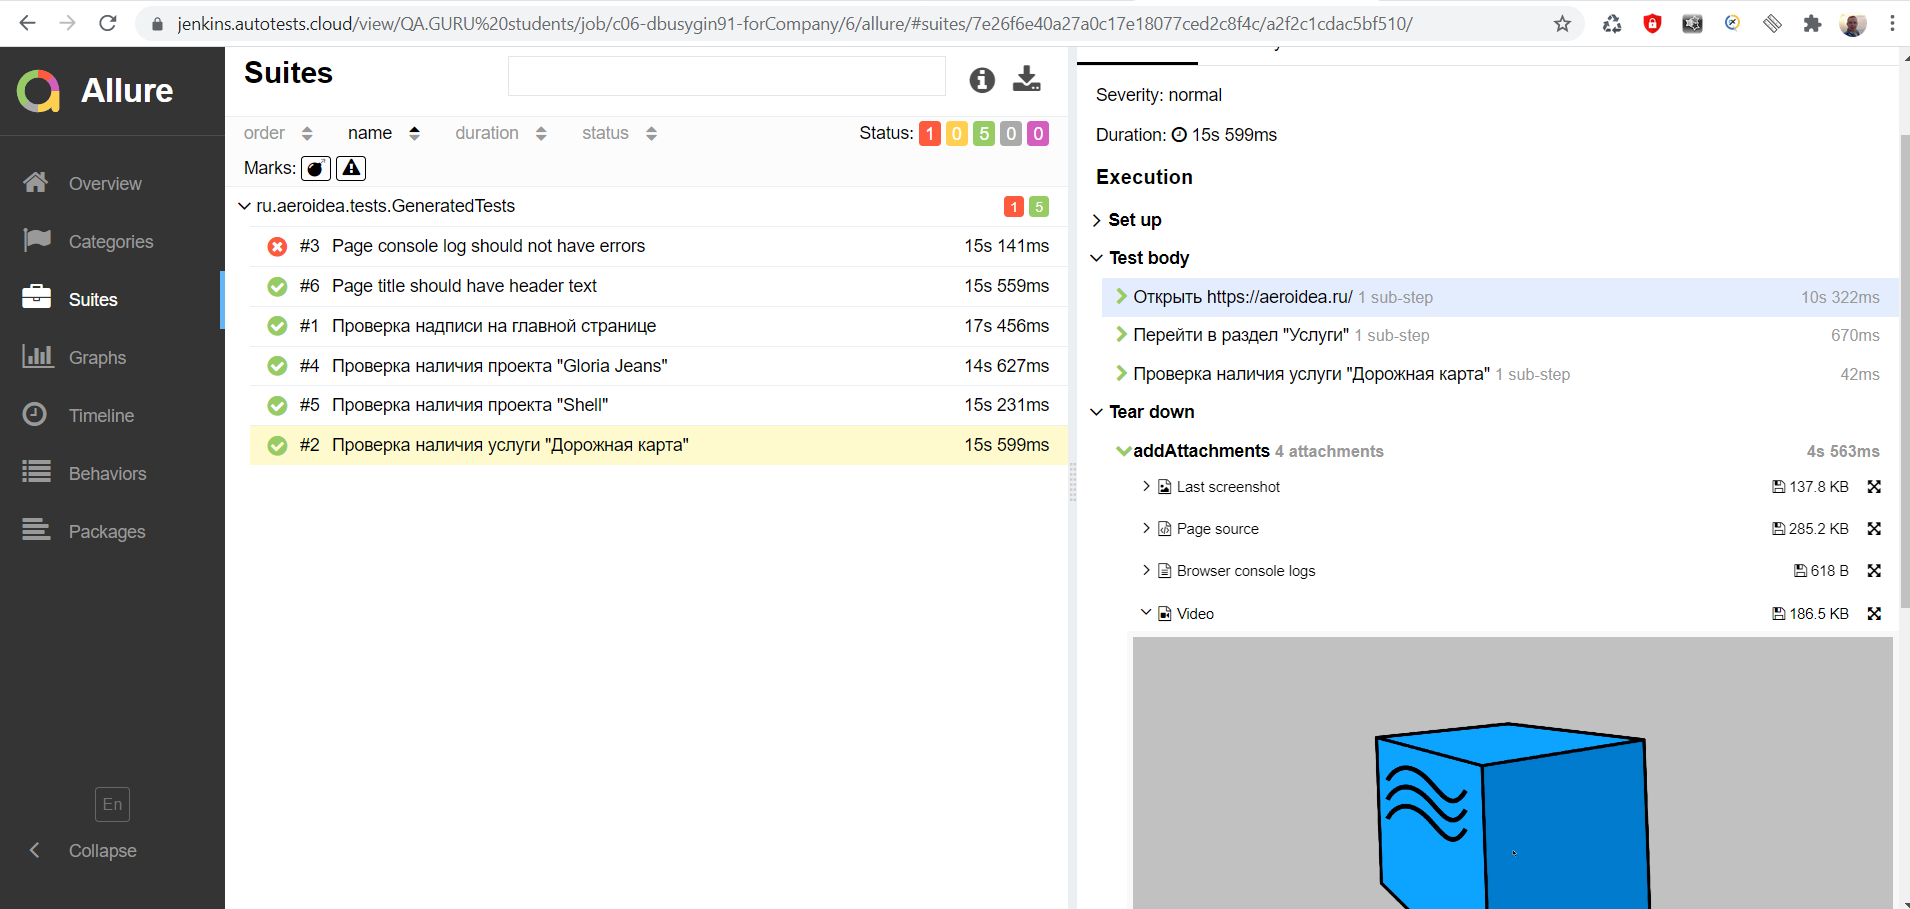 jenkins.autotests.cloud/view/QA.GURU%20students/job/c06-dbusygin91-forCompany/6/allure/#suites/7e26f6e40a27a0c17e18077ced2c8f4c/a2f2c1cdac5bf510/
Allure
Overview
Categories
Suites
Graphs
Timeline
Behaviors
Packages
En
Collapse
Suites
order name duration status Status: 1 0 5 0 0
Marks:
ru.aeroidea.tests.GeneratedTests 1 5
#3 Page console log should not have errors 15s 141ms
#6 Page title should have header text 15s 559ms
#1 Проверка надписи на главной странице 17s 456ms
#4 Проверка наличия проекта "Gloria Jeans" 14s 627ms
#5 Проверка наличия проекта "Shell" 15s 231ms
#2 Проверка наличия услуги "Дорожная карта" 15s 599ms
Severity: normal
Duration: 15s 599ms
Execution
Set up
Test body
Открыть https://aeroidea.ru/ 1 sub-step 10s 322ms
Перейти в раздел "Услуги" 1 sub-step 670ms
Проверка наличия услуги "Дорожная карта" 1 sub-step 42ms
Tear down
addAttachments 4 attachments 4s 563ms
Last screenshot 137.8 KB
Page source 285.2 KB
Browser console logs 618 B
Video 186.5 KB